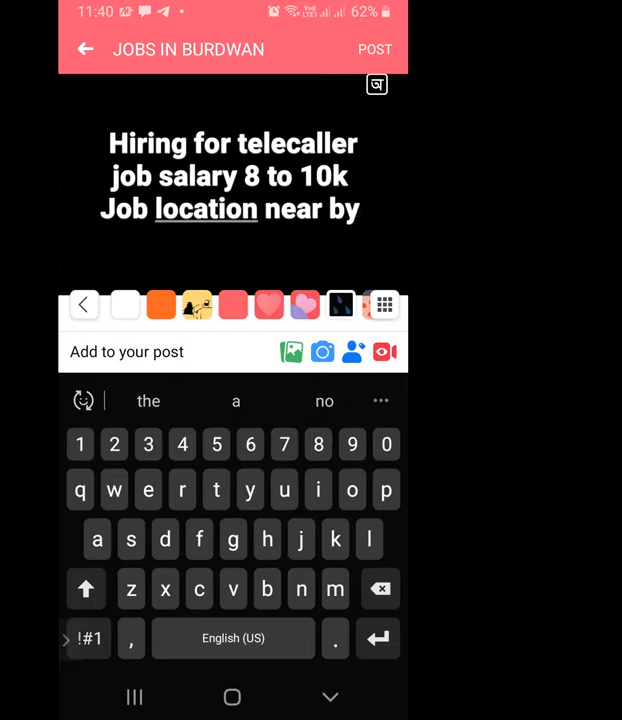 11:40 62%
JOBS IN BURDWAN POST
অ
Hiring for telecaller
job salary 8 to 10k
Job location near by
Add to your post
the a no
1 2 3 4 5 6 7 8 9 0
q w e r t y u i o p
a s d f g h j k l
z x c v b n m
!#1 , English (US) .